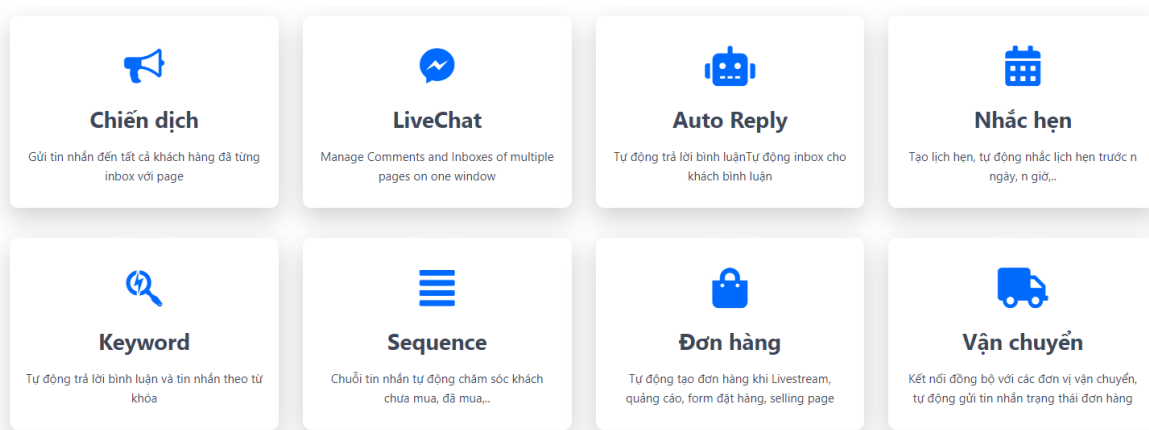 Chiến dịch
Gửi tin nhắn đến tất cả khách hàng đã từng
inbox với page
LiveChat
Manage Comments and Inboxes of multiple
pages on one window
Auto Reply
Tự động trả lời bình luậnTự động inbox cho
khách bình luận
Nhắc hẹn
Tạo lịch hẹn, tự động nhắc lịch hẹn trước n
ngày, n giờ,..
Keyword
Tự động trả lời bình luận và tin nhắn theo từ
khóa
Sequence
Chuỗi tin nhắn tự động chăm sóc khách
chưa mua, đã mua,..
Đơn hàng
Tự động tạo đơn hàng khi Livestream,
quảng cáo, form đặt hàng, selling page
Vận chuyển
Kết nối đồng bộ với các đơn vị vận chuyển,
tự động gửi tin nhắn trạng thái đơn hàng